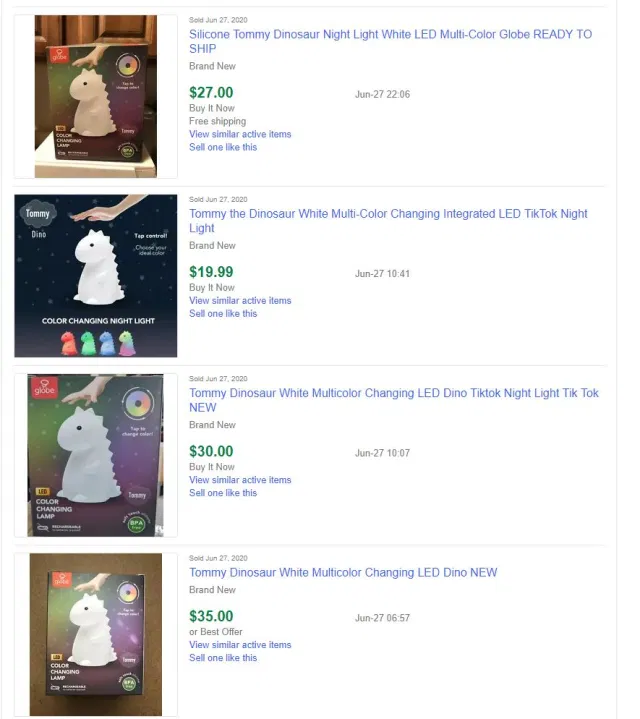 Sold Jun 27, 2020
Silicone Tommy Dinosaur Night Light White LED Multi-Color Globe READY TO
SHIP
Brand New
$27.00
Jun-27 22:06
Buy It Now
Free shipping
View similar active items
Sell one like this
globe
Tap to
change color!
LED
COLOR
CHANGING
LAMP
Tommy
RECHARGEABLE
BPA
free
Sold Jun 27, 2020
Tommy the Dinosaur White Multi-Color Changing Integrated LED TikTok Night
Light
Brand New
$19.99
Jun-27 10:41
Buy It Now
View similar active items
Sell one like this
Tommy
Dino
Tap control!
Choose your
ideal color
COLOR CHANGING NIGHT LIGHT
Sold Jun 27, 2020
Tommy Dinosaur White Multicolor Changing LED Dino Tiktok Night Light Tik Tok
NEW
Brand New
$30.00
Jun-27 10:07
Buy It Now
View similar active items
Sell one like this
globe
Tap to
change color!
LED
COLOR
CHANGING
LAMP
Tommy
RECHARGEABLE
BPA
free
Sold Jun 27, 2020
Tommy Dinosaur White Multicolor Changing LED Dino NEW
Brand New
$35.00
Jun-27 06:57
or Best Offer
View similar active items
Sell one like this
globe
Tap to
change color!
LED
COLOR
CHANGING
LAMP
Tommy
RECHARGEABLE
BPA
free